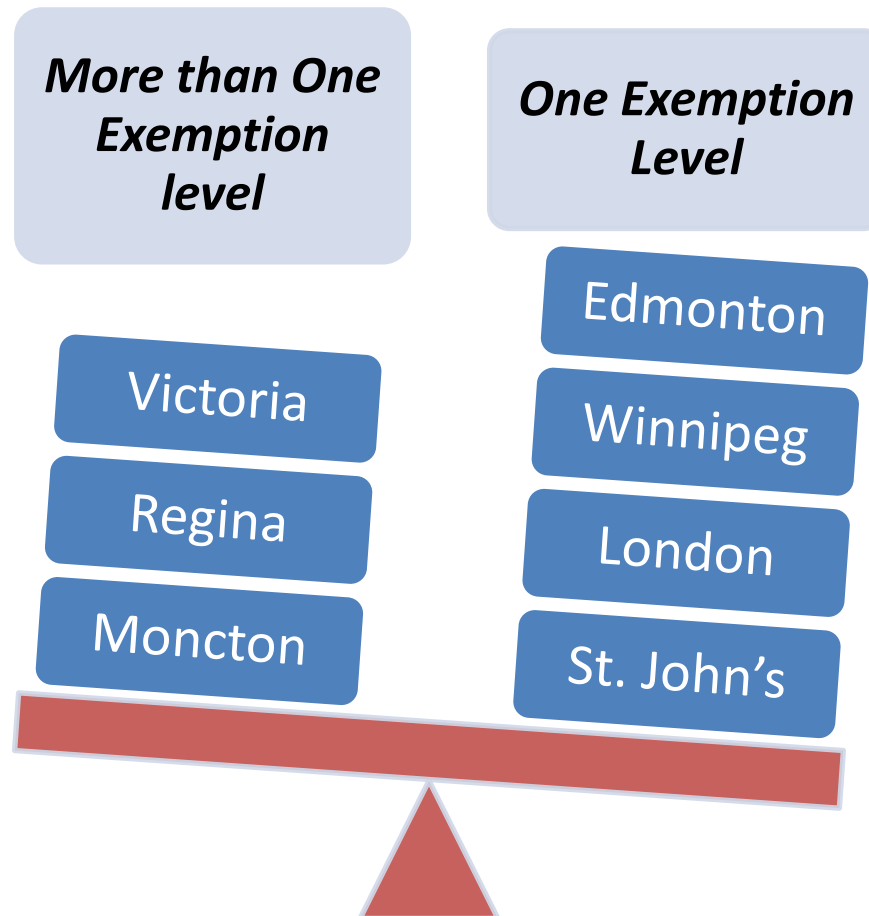 More than One
Exemption
level
Victoria
Regina
Moncton
One Exemption
Level
Edmonton
Winnipeg
London
St. John’s